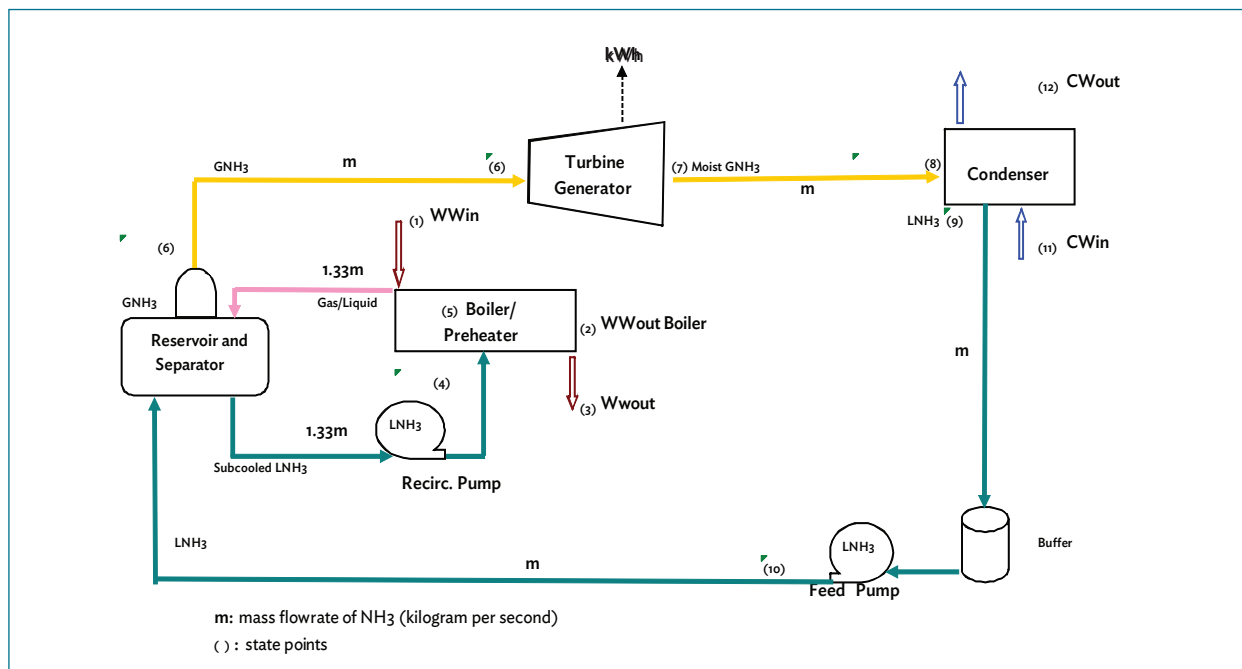 kWh
(12) CWout
GNH3
m
(6)
Turbine
Generator
(7) Moist GNH3
m
(8)
Condenser
LNH3 (9)
(11) CWin
(1) WWin
(6)
1.33m
Gas/Liquid
GNH3
Reservoir and
Separator
(5) Boiler/
Preheater
(2) WWout Boiler
(4)
(3) Wwout
m
1.33m
LNH3
Subcooled LNH3
Recirc. Pump
LNH3
m
(10)
LNH3
Feed Pump
Buffer
m: mass flowrate of NH3 (kilogram per second)
( ) : state points